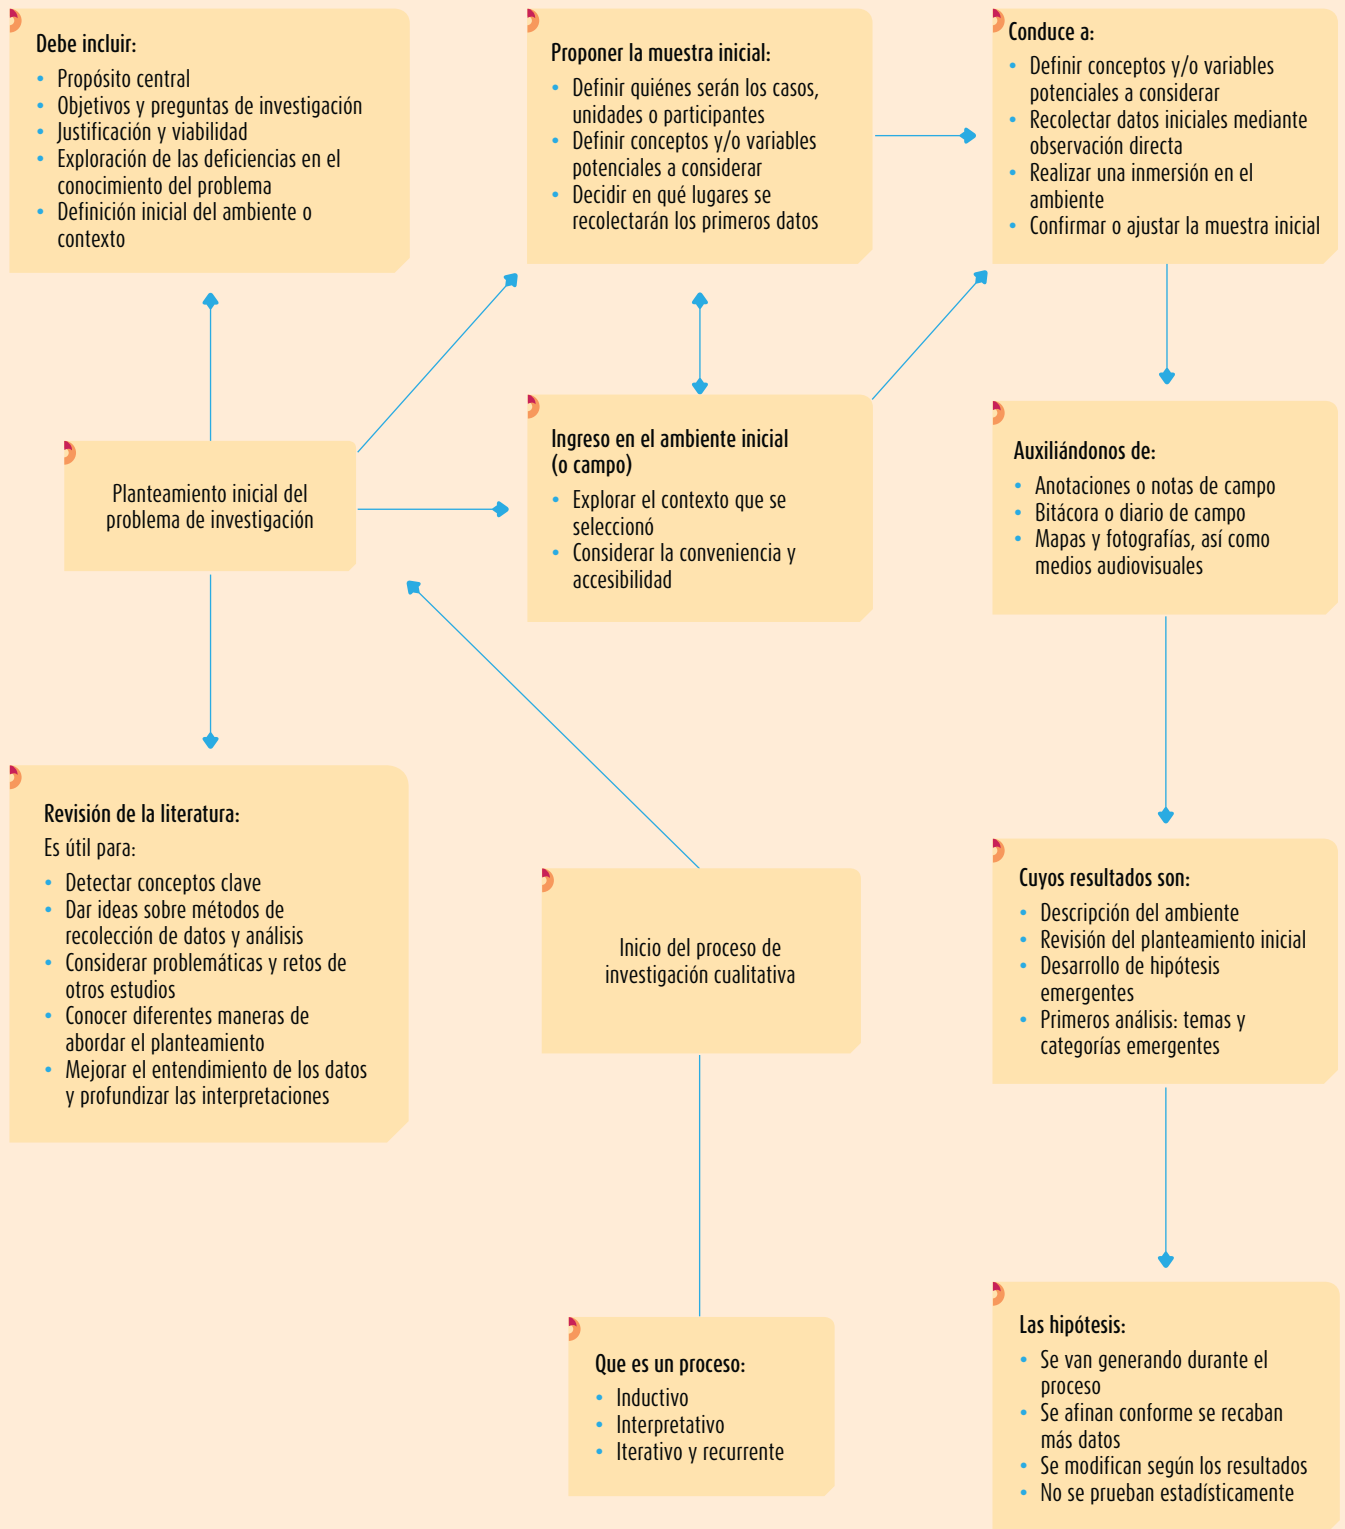 Debe incluir:
• Propósito central
• Objetivos y preguntas de investigación
• Justificación y viabilidad
• Exploración de las deficiencias en el
conocimiento del problema
• Definición inicial del ambiente o
contexto
Proponer la muestra inicial:
• Definir quiénes serán los casos,
unidades o participantes
• Definir conceptos y/o variables
potenciales a considerar
• Decidir en qué lugares se
recolectarán los primeros datos
Conduce a:
• Definir conceptos y/o variables
potenciales a considerar
• Recolectar datos iniciales mediante
observación directa
• Realizar una inmersión en el
ambiente
• Confirmar o ajustar la muestra inicial
Planteamiento inicial del
problema de investigación
Ingreso en el ambiente inicial
(o campo)
• Explorar el contexto que se
seleccionó
• Considerar la conveniencia y
accesibilidad
Auxiliándonos de:
• Anotaciones o notas de campo
• Bitácora o diario de campo
• Mapas y fotografías, así como
medios audiovisuales
Revisión de la literatura:
Es útil para:
• Detectar conceptos clave
• Dar ideas sobre métodos de
recolección de datos y análisis
• Considerar problemáticas y retos de
otros estudios
• Conocer diferentes maneras de
abordar el planteamiento
• Mejorar el entendimiento de los datos
y profundizar las interpretaciones
Inicio del proceso de
investigación cualitativa
Cuyos resultados son:
• Descripción del ambiente
• Revisión del planteamiento inicial
• Desarrollo de hipótesis
emergentes
• Primeros análisis: temas y
categorías emergentes
Que es un proceso:
• Inductivo
• Interpretativo
• Iterativo y recurrente
Las hipótesis:
• Se van generando durante el
proceso
• Se afinan conforme se recaban
más datos
• Se modifican según los resultados
• No se prueban estadísticamente